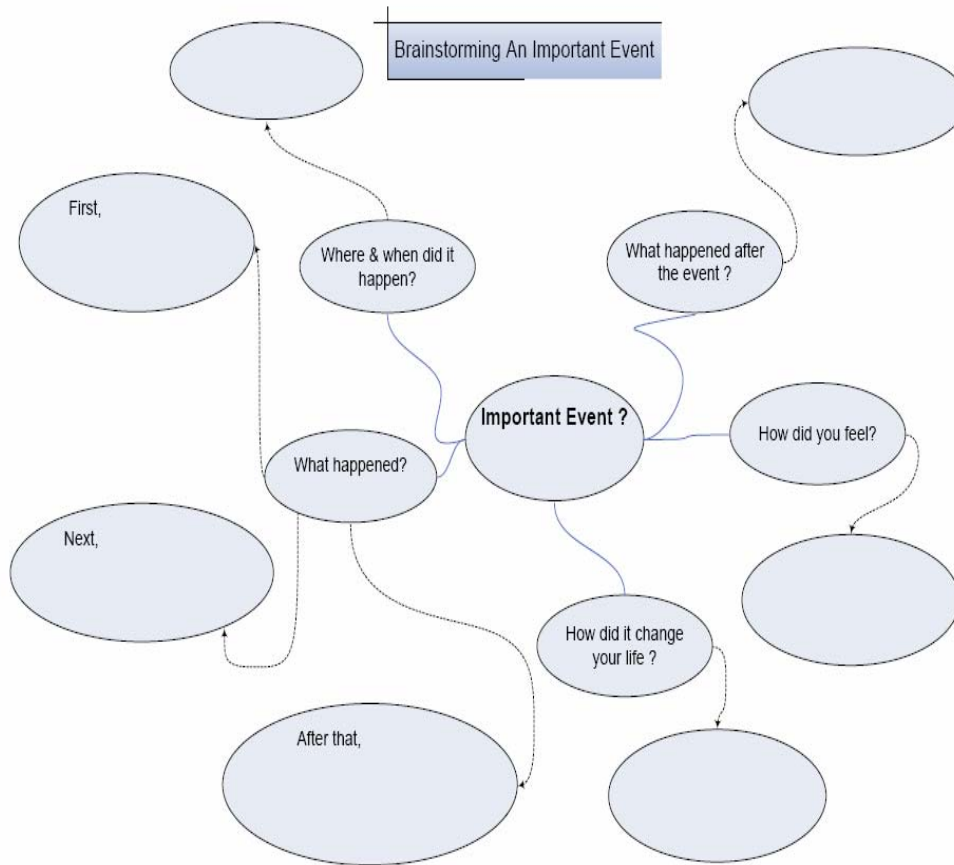 Brainstorming An Important Event
First,
Where & when did it
happen?
What happened after
the event ?
Important Event ?
How did you feel?
What happened?
Next,
How did it change
your life ?
After that,